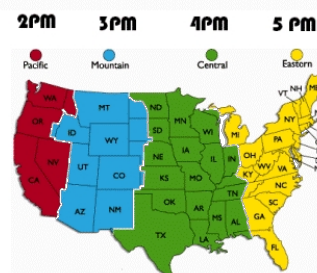 2PM 3PM 4PM 5 PM
Pacific Mountain Central Eastern
WA
OR
ID
MT
WY
NV
UT
CO
CA
AZ
NM
ND
MN
SD
WI
NE
IA
IL
IN
KS
MO
OK
AR
TN
MS
AL
TX
LA
MI
VT
NH
NY
PA
OH
WV
KY
VA
NC
SC
GA
FL